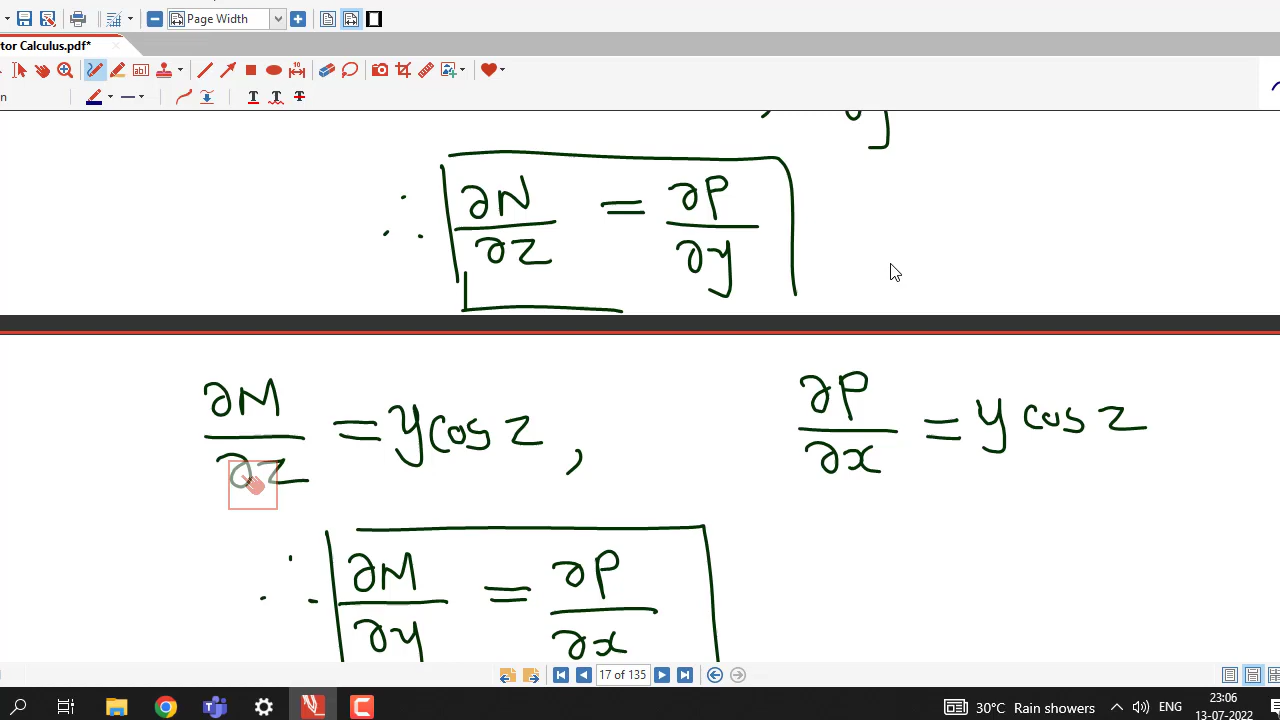 Page Width
tor Calculus.pdf*
∴ ∂N/∂z = ∂P/∂y
∂M/∂z = y cos z , ∂P/∂x = y cos z
∴ ∂M/∂y = ∂P/∂x
17 of 135
30°C Rain showers ENG 23:06
13-07-2022